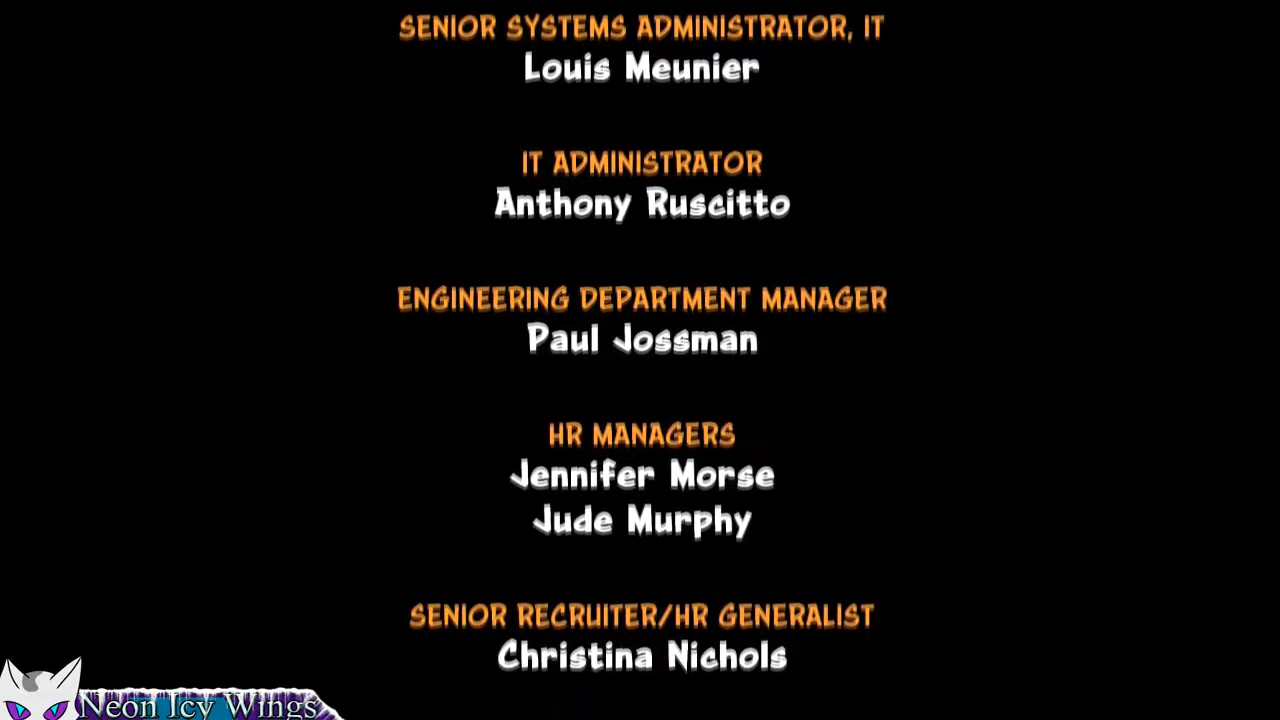 SENIOR SYSTEMS ADMINISTRATOR, IT
Louis Meunier
IT ADMINISTRATOR
Anthony Ruscitto
ENGINEERING DEPARTMENT MANAGER
Paul Jossman
HR MANAGERS
Jennifer Morse
Jude Murphy
SENIOR RECRUITER/HR GENERALIST
Christina Nichols
Neon Icy Wings